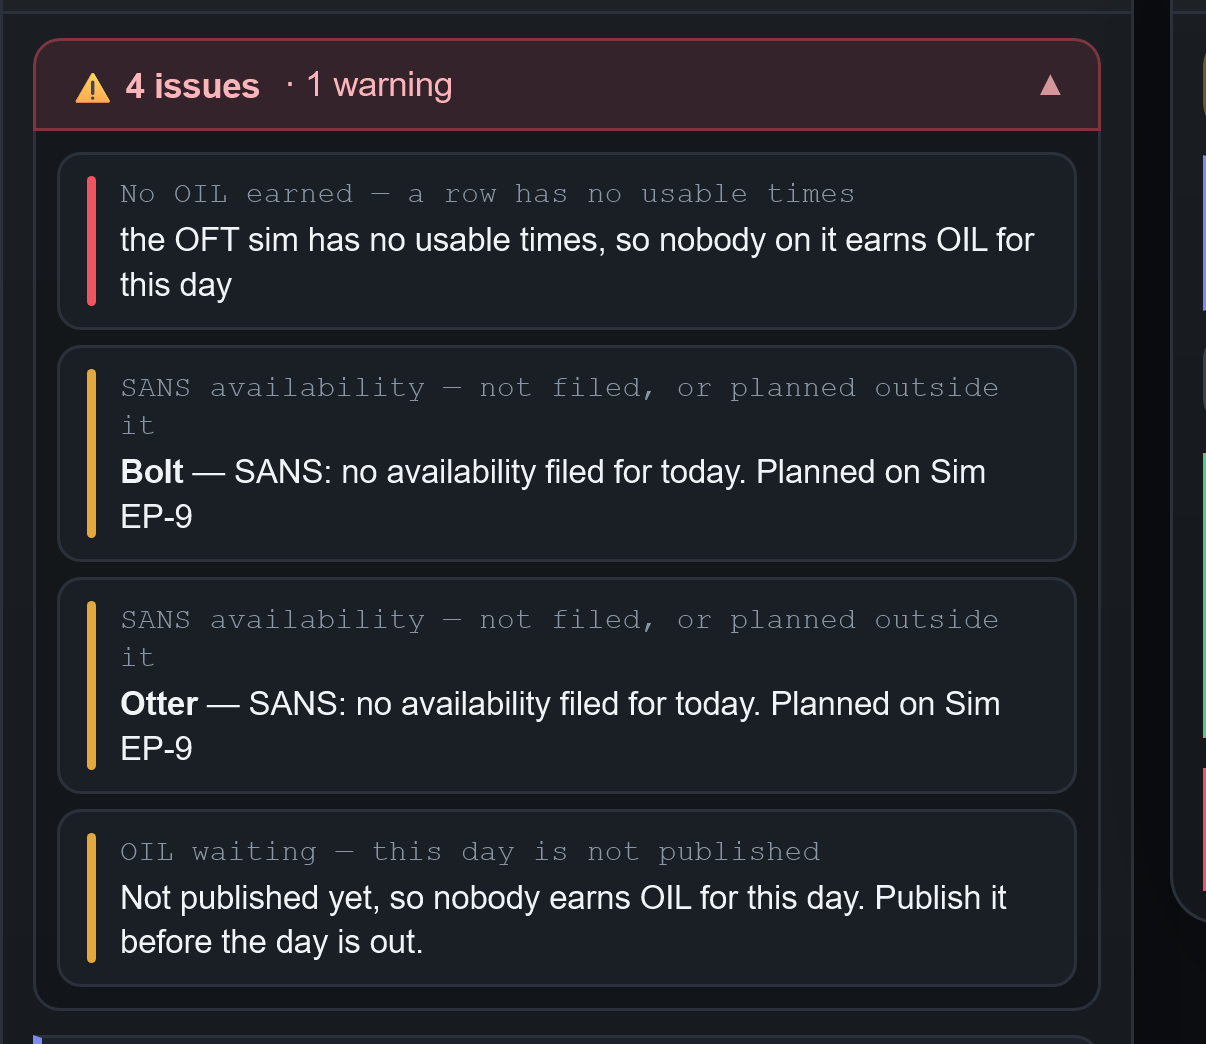 ⚠️ 4 issues · 1 warning ▲
No OIL earned — a row has no usable times
the OFT sim has no usable times, so nobody on it earns OIL for
this day
SANS availability — not filed, or planned outside
it
Bolt — SANS: no availability filed for today. Planned on Sim
EP-9
SANS availability — not filed, or planned outside
it
Otter — SANS: no availability filed for today. Planned on Sim
EP-9
OIL waiting — this day is not published
Not published yet, so nobody earns OIL for this day. Publish it
before the day is out.